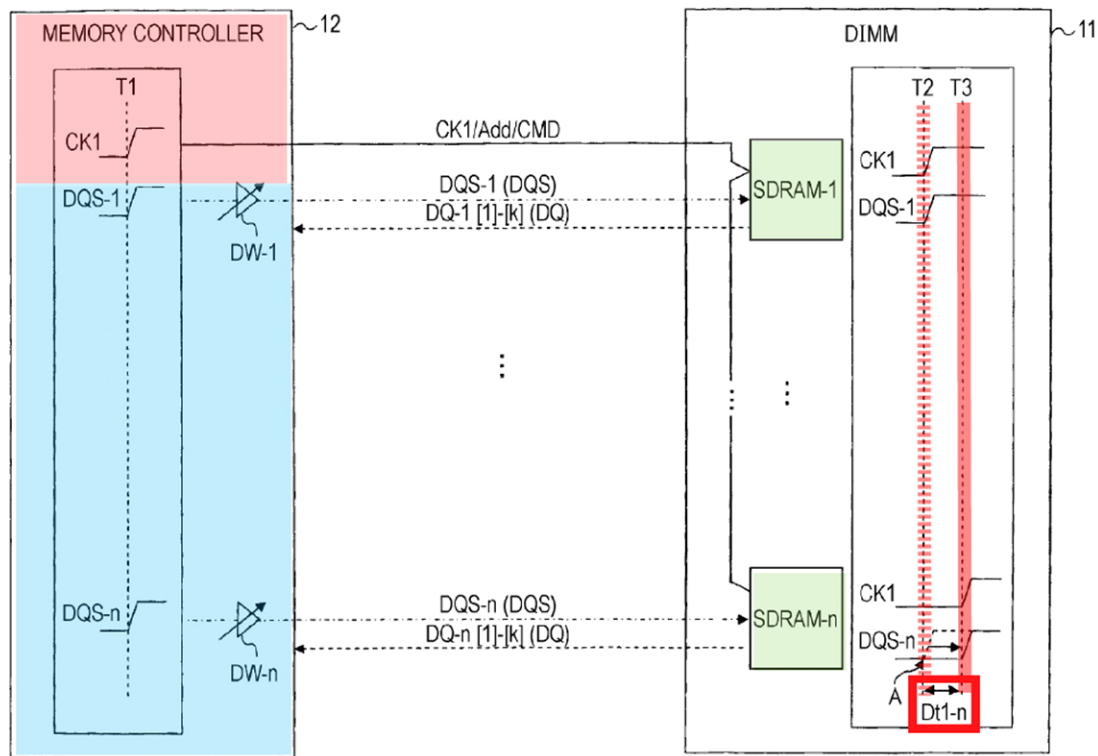 MEMORY CONTROLLER
12
DIMM
11
T1
T2 T3
CK1
CK1/Add/CMD
CK1
DQS-1
DQS-1 (DQS)
SDRAM-1
DQS-1
DQ-1 [1]-[k] (DQ)
DW-1
DQS-n
DQS-n (DQS)
SDRAM-n
CK1
DQ-n [1]-[k] (DQ)
DQS-n
DW-n
A
Dt1-n